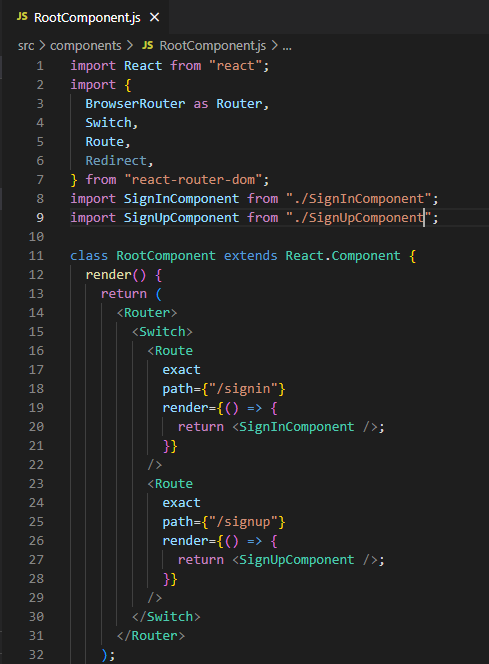 JS RootComponent.js ×
src > components > JS RootComponent.js > ...
1 import React from "react";
2 import {
3   BrowserRouter as Router,
4   Switch,
5   Route,
6   Redirect,
7 } from "react-router-dom";
8 import SignInComponent from "./SignInComponent";
9 import SignUpComponent from "./SignUpComponent";
10
11 class RootComponent extends React.Component {
12   render() {
13     return (
14       <Router>
15         <Switch>
16           <Route
17             exact
18             path={"/signin"}
19             render={() => {
20               return <SignInComponent />;
21             }}
22           />
23           <Route
24             exact
25             path={"/signup"}
26             render={() => {
27               return <SignUpComponent />;
28             }}
29           />
30         </Switch>
31       </Router>
32     );